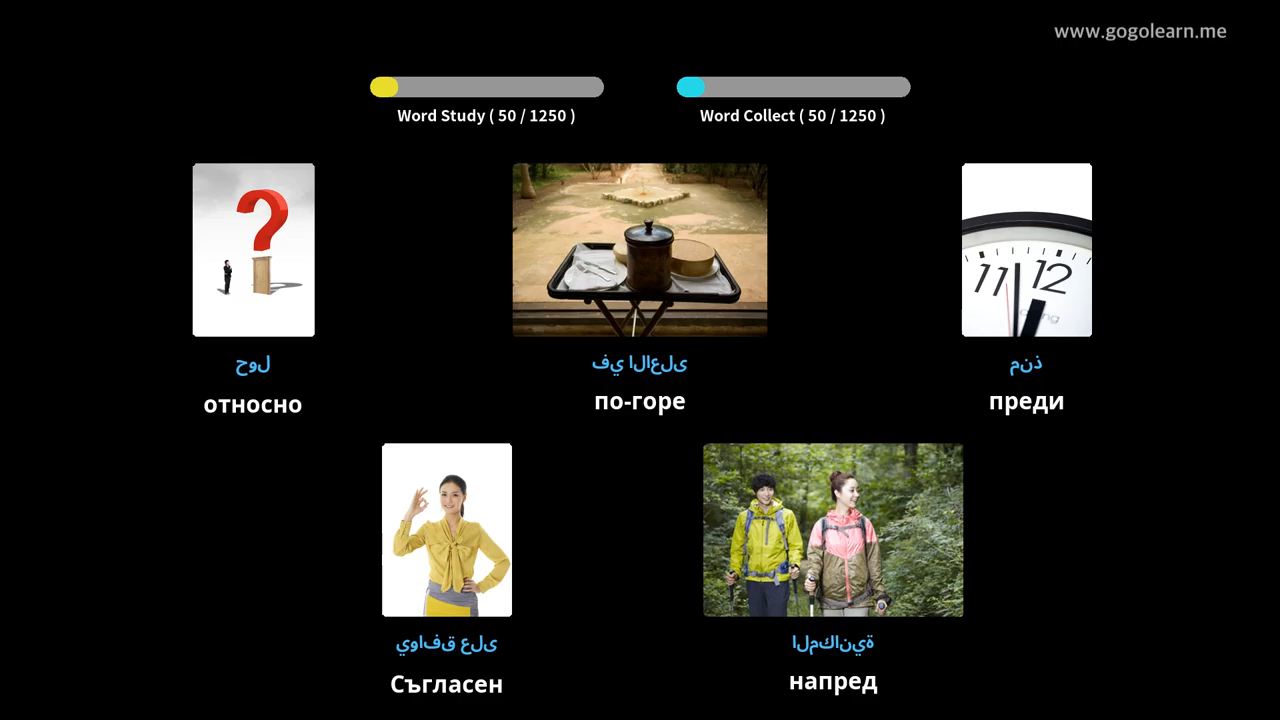 www.gogolearn.me
Word Study ( 50 / 1250 )
Word Collect ( 50 / 1250 )
حول
في الاعلى
منذ
относно
по-горе
преди
يوافق على
المكانية
Съгласен
напред